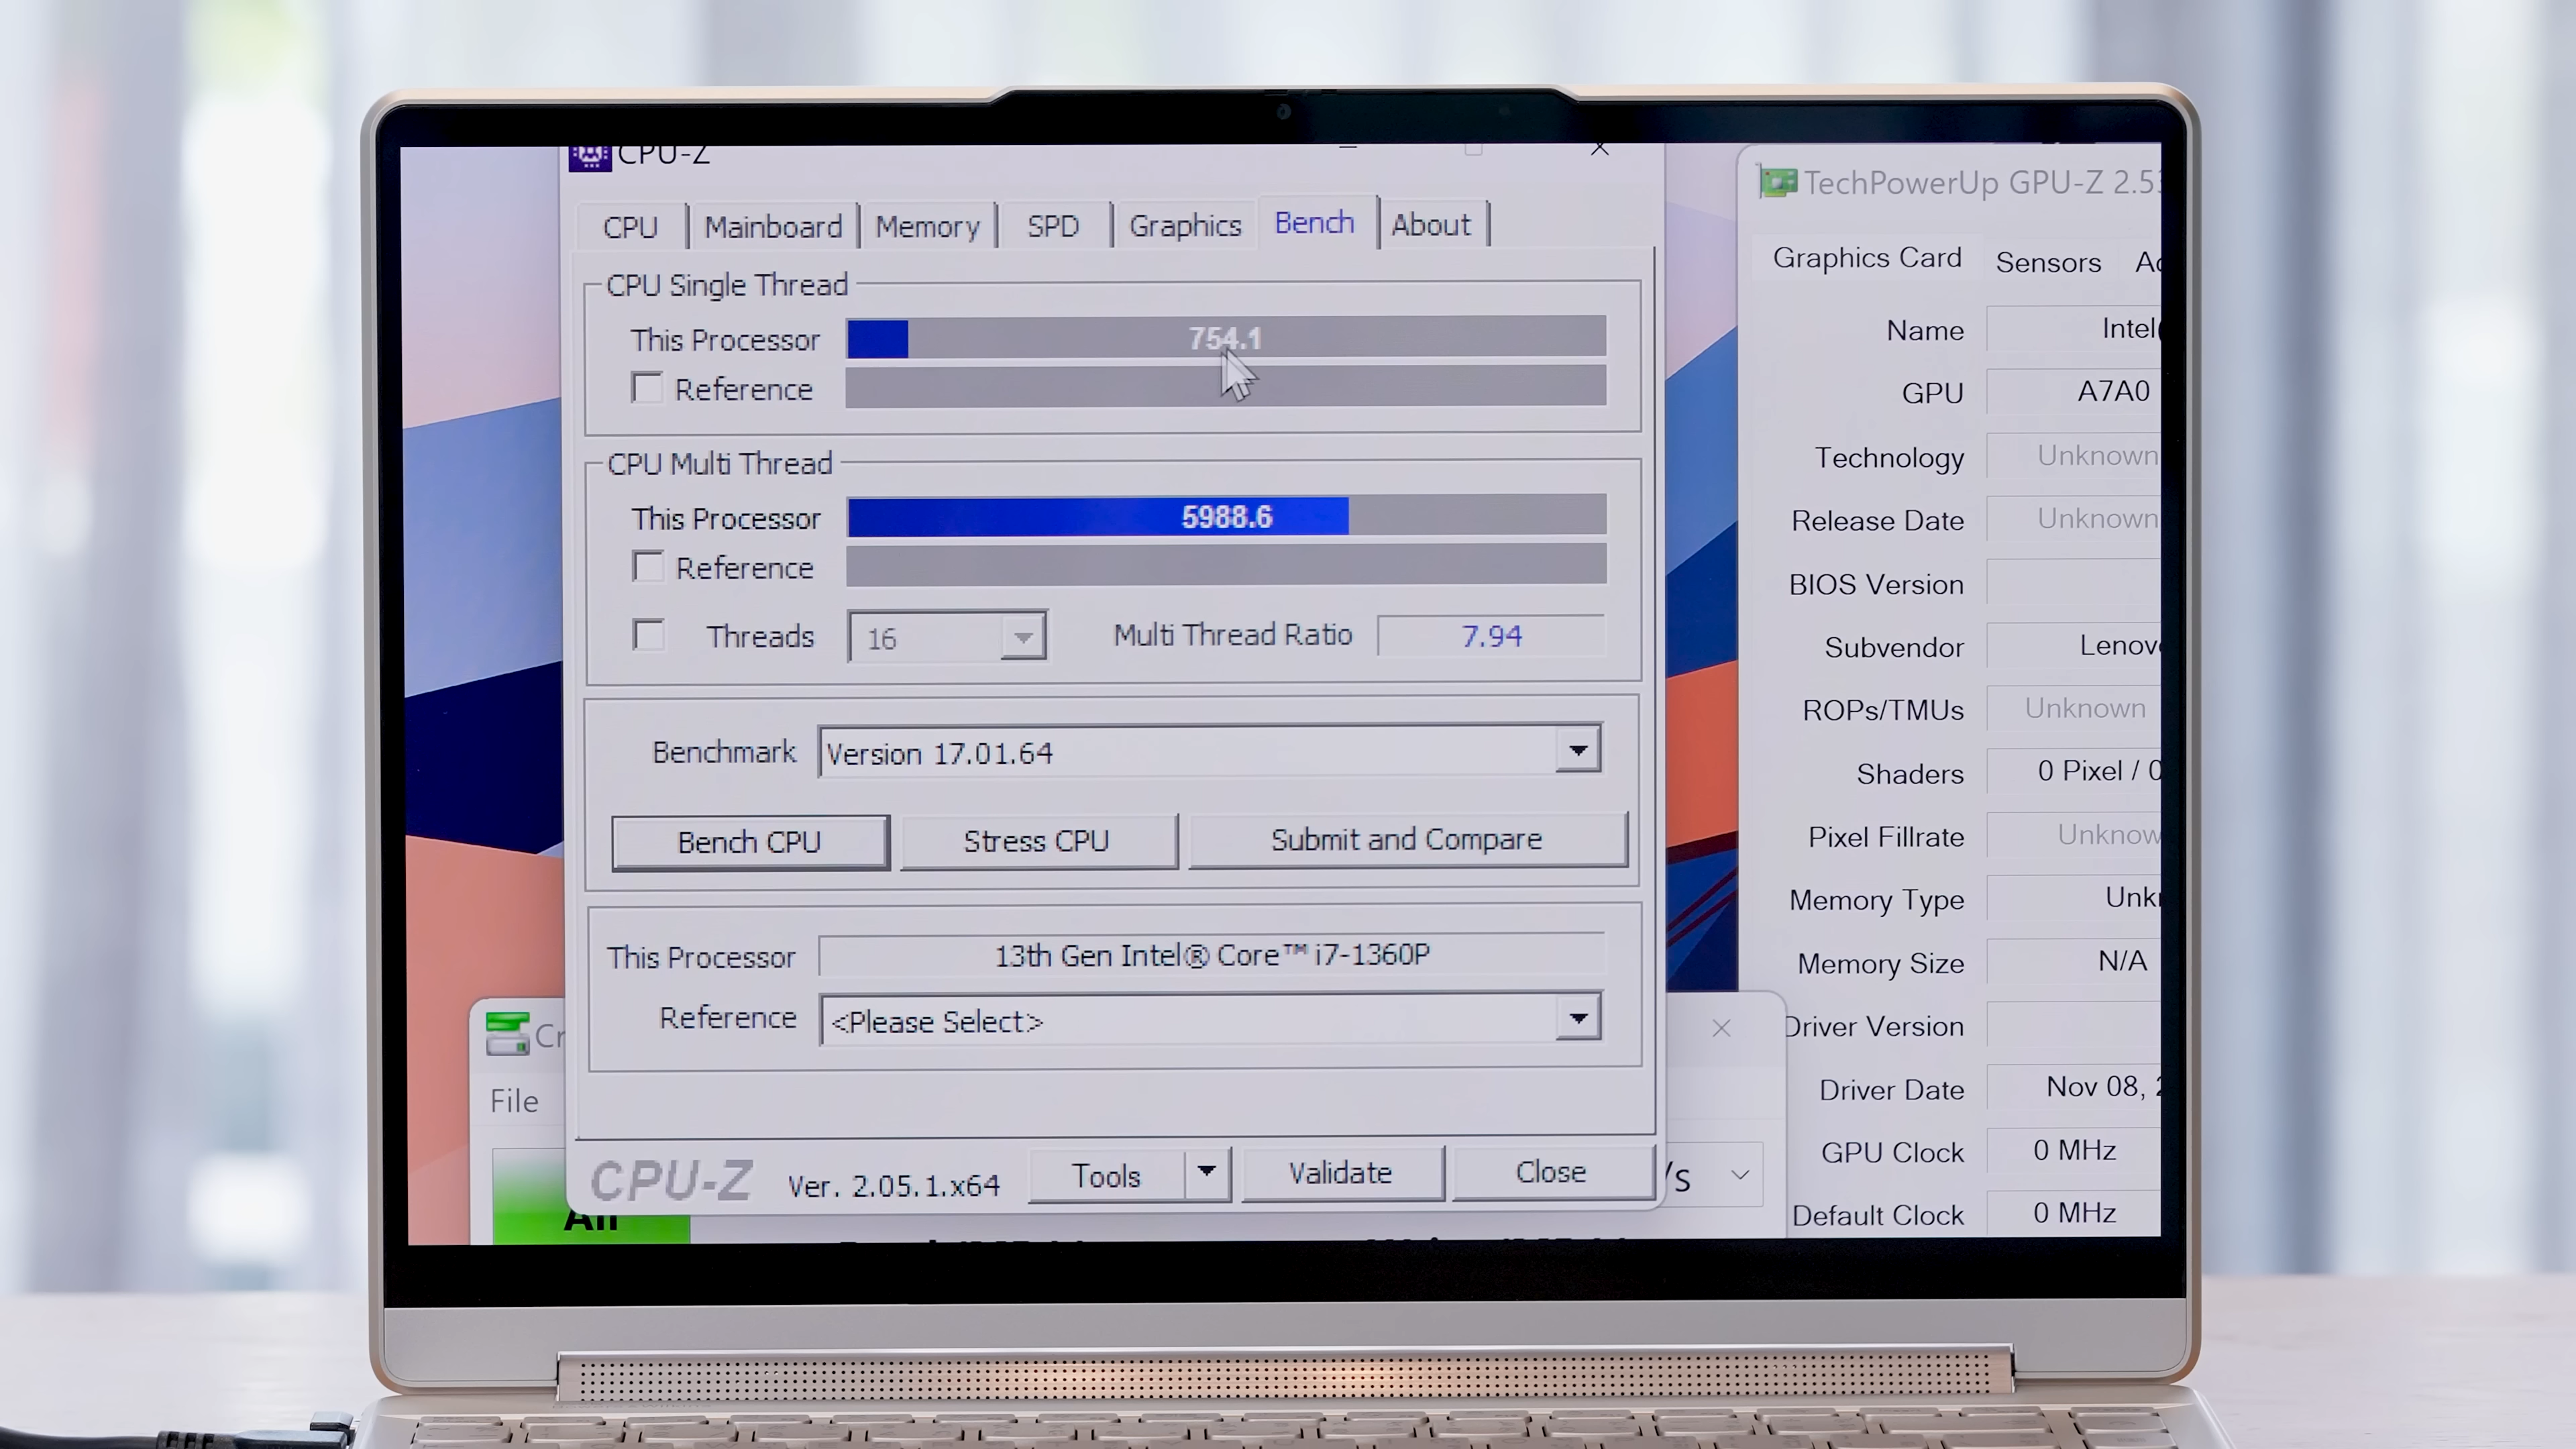 CPU-Z
CPU Mainboard Memory SPD Graphics Bench About
CPU Single Thread
This Processor 754.1
Reference
CPU Multi Thread
This Processor 5988.6
Reference
Threads 16 Multi Thread Ratio 7.94
Benchmark Version 17.01.64
Bench CPU Stress CPU Submit and Compare
This Processor 13th Gen Intel® Core™ i7-1360P
Reference <Please Select>
CPU-Z Ver. 2.05.1.x64 Tools Validate Close
File
All
/s
TechPowerUp GPU-Z 2.53
Graphics Card Sensors
Name Intel(
GPU A7A0
Technology Unknown
Release Date Unknown
BIOS Version
Subvendor Lenovo
ROPs/TMUs Unknown
Shaders 0 Pixel / 0
Pixel Fillrate Unknow
Memory Type Unk
Memory Size N/A
Driver Version
Driver Date Nov 08,
GPU Clock 0 MHz
Default Clock 0 MHz